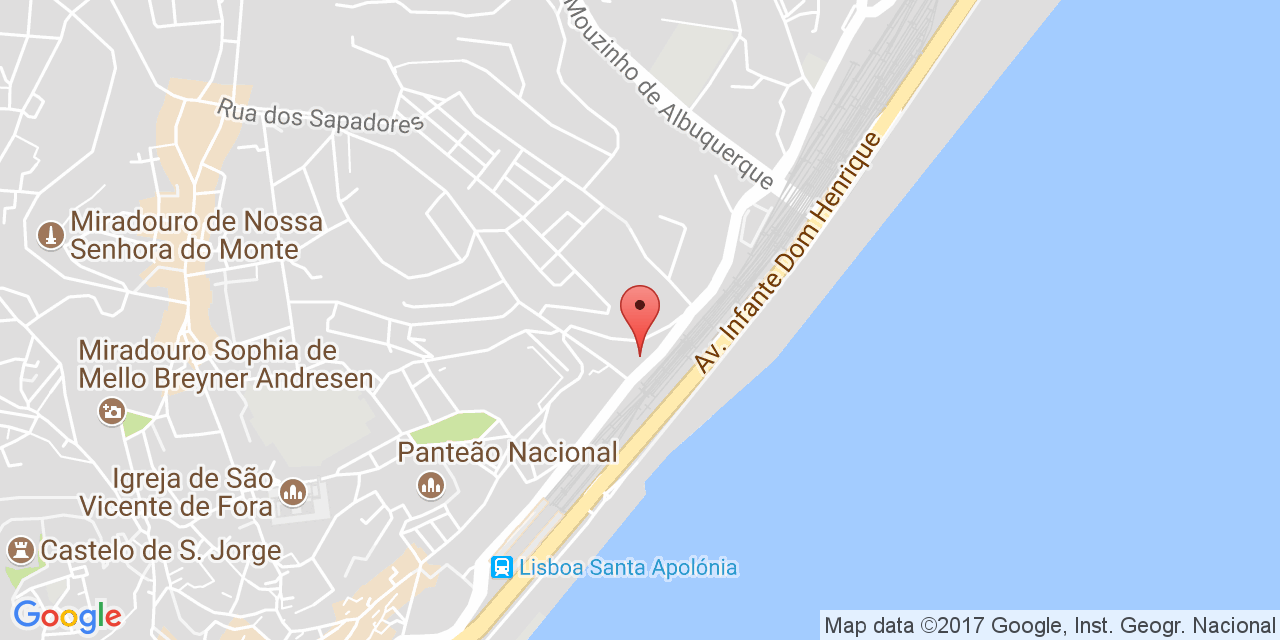 Mouzinho de Albuquerque
Rua dos Sapadores
Av. Infante Dom Henrique
Miradouro de Nossa
Senhora do Monte
Miradouro Sophia de
Mello Breyner Andresen
Panteão Nacional
Igreja de São
Vicente de Fora
Castelo de S. Jorge
Lisboa Santa Apolónia
Google
Map data ©2017 Google, Inst. Geogr. Nacional